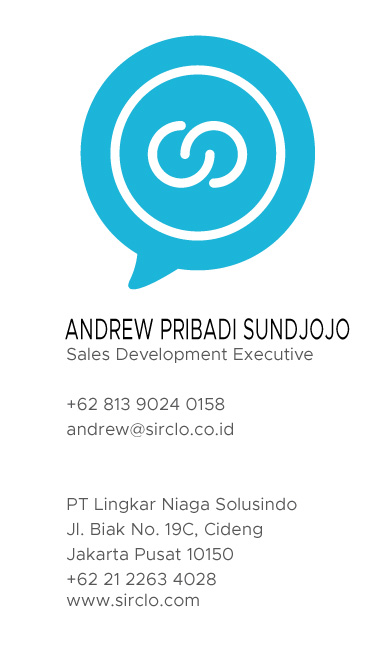 ANDREW PRIBADI SUNDJOJO
Sales Development Executive
+62 813 9024 0158
andrew@sirclo.co.id
PT Lingkar Niaga Solusindo
Jl. Biak No. 19C, Cideng
Jakarta Pusat 10150
+62 21 2263 4028
www.sirclo.com